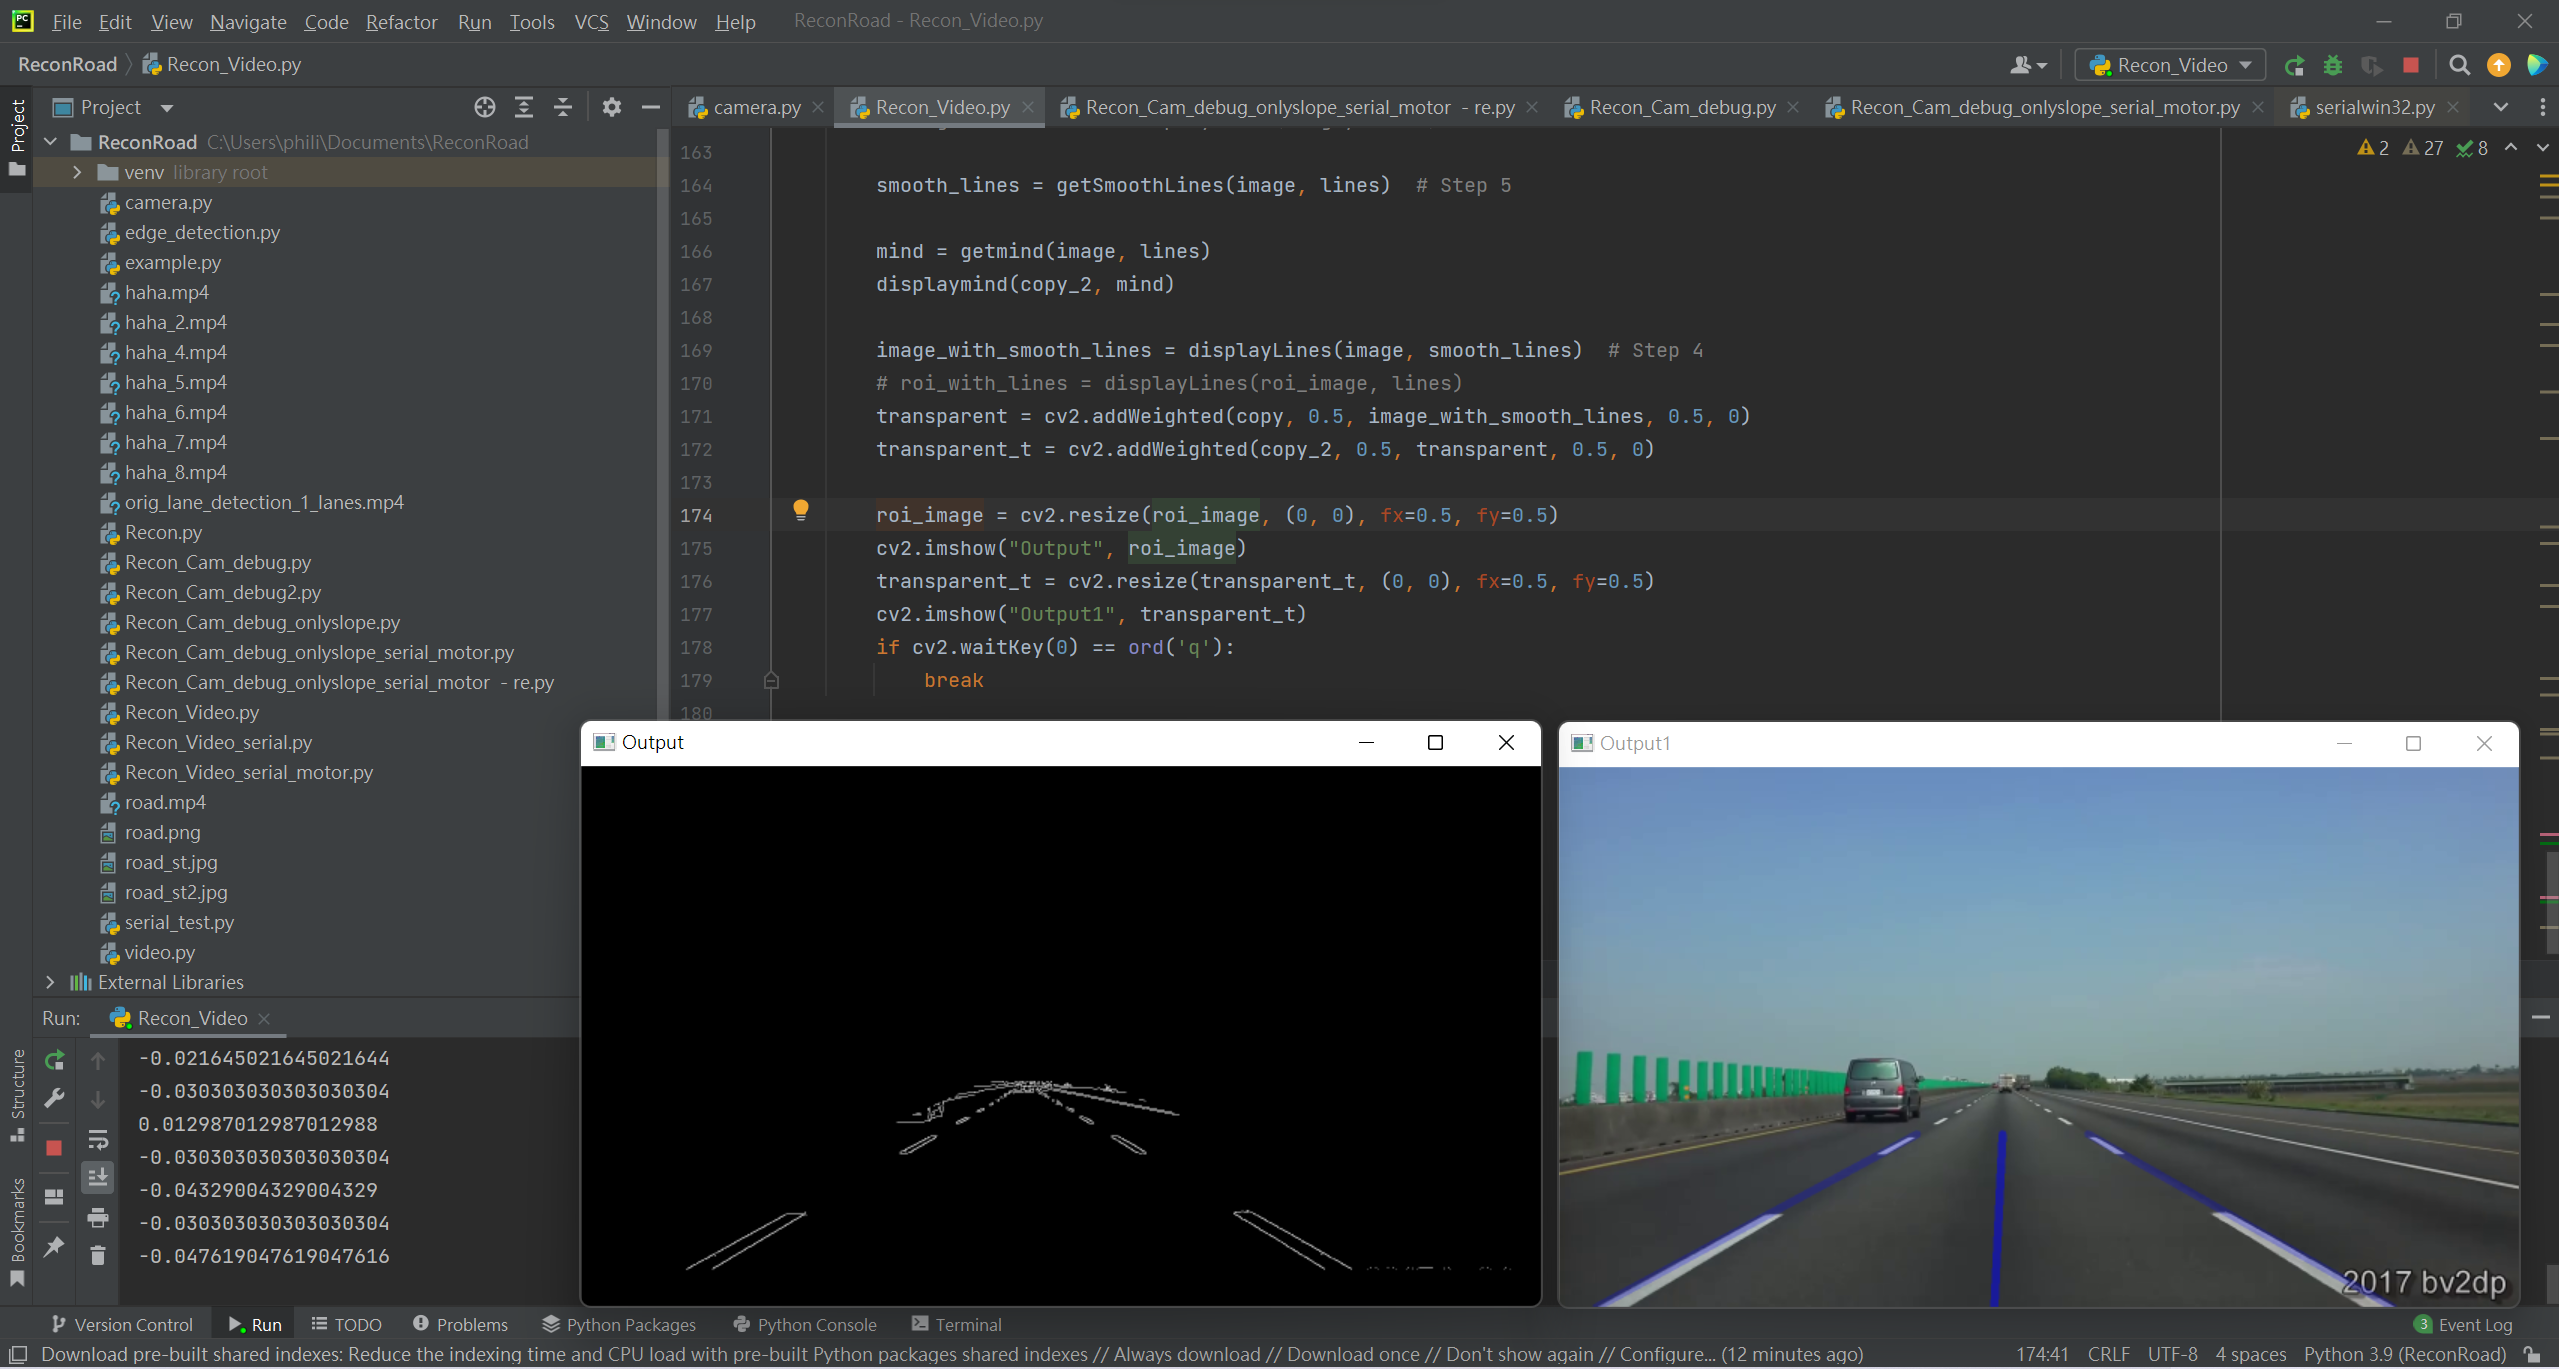 PC File Edit View Navigate Code Refactor Run Tools VCS Window Help ReconRoad - Recon_Video.py
ReconRoad Recon_Video.py Recon_Video
Project
Project
camera.py Recon_Video.py Recon_Cam_debug_onlyslope_serial_motor - re.py Recon_Cam_debug.py Recon_Cam_debug_onlyslope_serial_motor.py serialwin32.py
ReconRoad C:\Users\phili\Documents\ReconRoad
venv library root
camera.py
edge_detection.py
example.py
haha.mp4
haha_2.mp4
haha_4.mp4
haha_5.mp4
haha_6.mp4
haha_7.mp4
haha_8.mp4
orig_lane_detection_1_lanes.mp4
Recon.py
Recon_Cam_debug.py
Recon_Cam_debug2.py
Recon_Cam_debug_onlyslope.py
Recon_Cam_debug_onlyslope_serial_motor.py
Recon_Cam_debug_onlyslope_serial_motor - re.py
Recon_Video.py
Recon_Video_serial.py
Recon_Video_serial_motor.py
road.mp4
road.png
road_st.jpg
road_st2.jpg
serial_test.py
video.py
External Libraries
2 27 8
163
164 smooth_lines = getSmoothLines(image, lines) # Step 5
165
166 mind = getmind(image, lines)
167 displaymind(copy_2, mind)
168
169 image_with_smooth_lines = displayLines(image, smooth_lines) # Step 4
170 # roi_with_lines = displayLines(roi_image, lines)
171 transparent = cv2.addWeighted(copy, 0.5, image_with_smooth_lines, 0.5, 0)
172 transparent_t = cv2.addWeighted(copy_2, 0.5, transparent, 0.5, 0)
173
174 roi_image = cv2.resize(roi_image, (0, 0), fx=0.5, fy=0.5)
175 cv2.imshow("Output", roi_image)
176 transparent_t = cv2.resize(transparent_t, (0, 0), fx=0.5, fy=0.5)
177 cv2.imshow("Output1", transparent_t)
178 if cv2.waitKey(0) == ord('q'):
179 break
180
Output
Output1
2017 bv2dp
Run: Recon_Video
-0.021645021645021644
-0.030303030303030304
0.012987012987012988
-0.030303030303030304
-0.04329004329004329
-0.030303030303030304
-0.047619047619047616
Structure
Bookmarks
Version Control Run TODO Problems Python Packages Python Console Terminal 3 Event Log
Download pre-built shared indexes: Reduce the indexing time and CPU load with pre-built Python packages shared indexes // Always download // Download once // Don't show again // Configure... (12 minutes ago) 174:41 CRLF UTF-8 4 spaces Python 3.9 (ReconRoad)